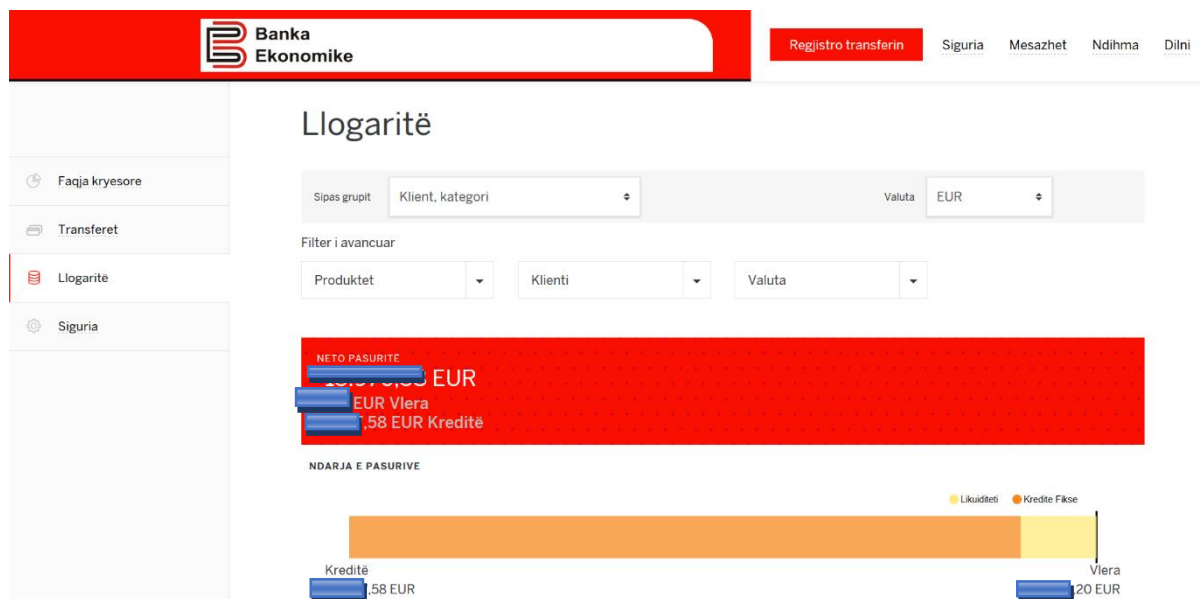 Banka
Ekonomike
Regjistro transferin
Siguria
Mesazhet
Ndihma
Dilni
Llogaritë
Faqja kryesore
Transferet
Llogaritë
Siguria
Sipas grupit
Klient, kategori
Valuta
EUR
Filter i avancuar
Produktet
Klienti
Valuta
NETO PASURITË
EUR
EUR Vlera
,58 EUR Kreditë
NDARJA E PASURIVE
Likuiditeti
Kredite Fikse
Kreditë
Vlera
,58 EUR
,20 EUR